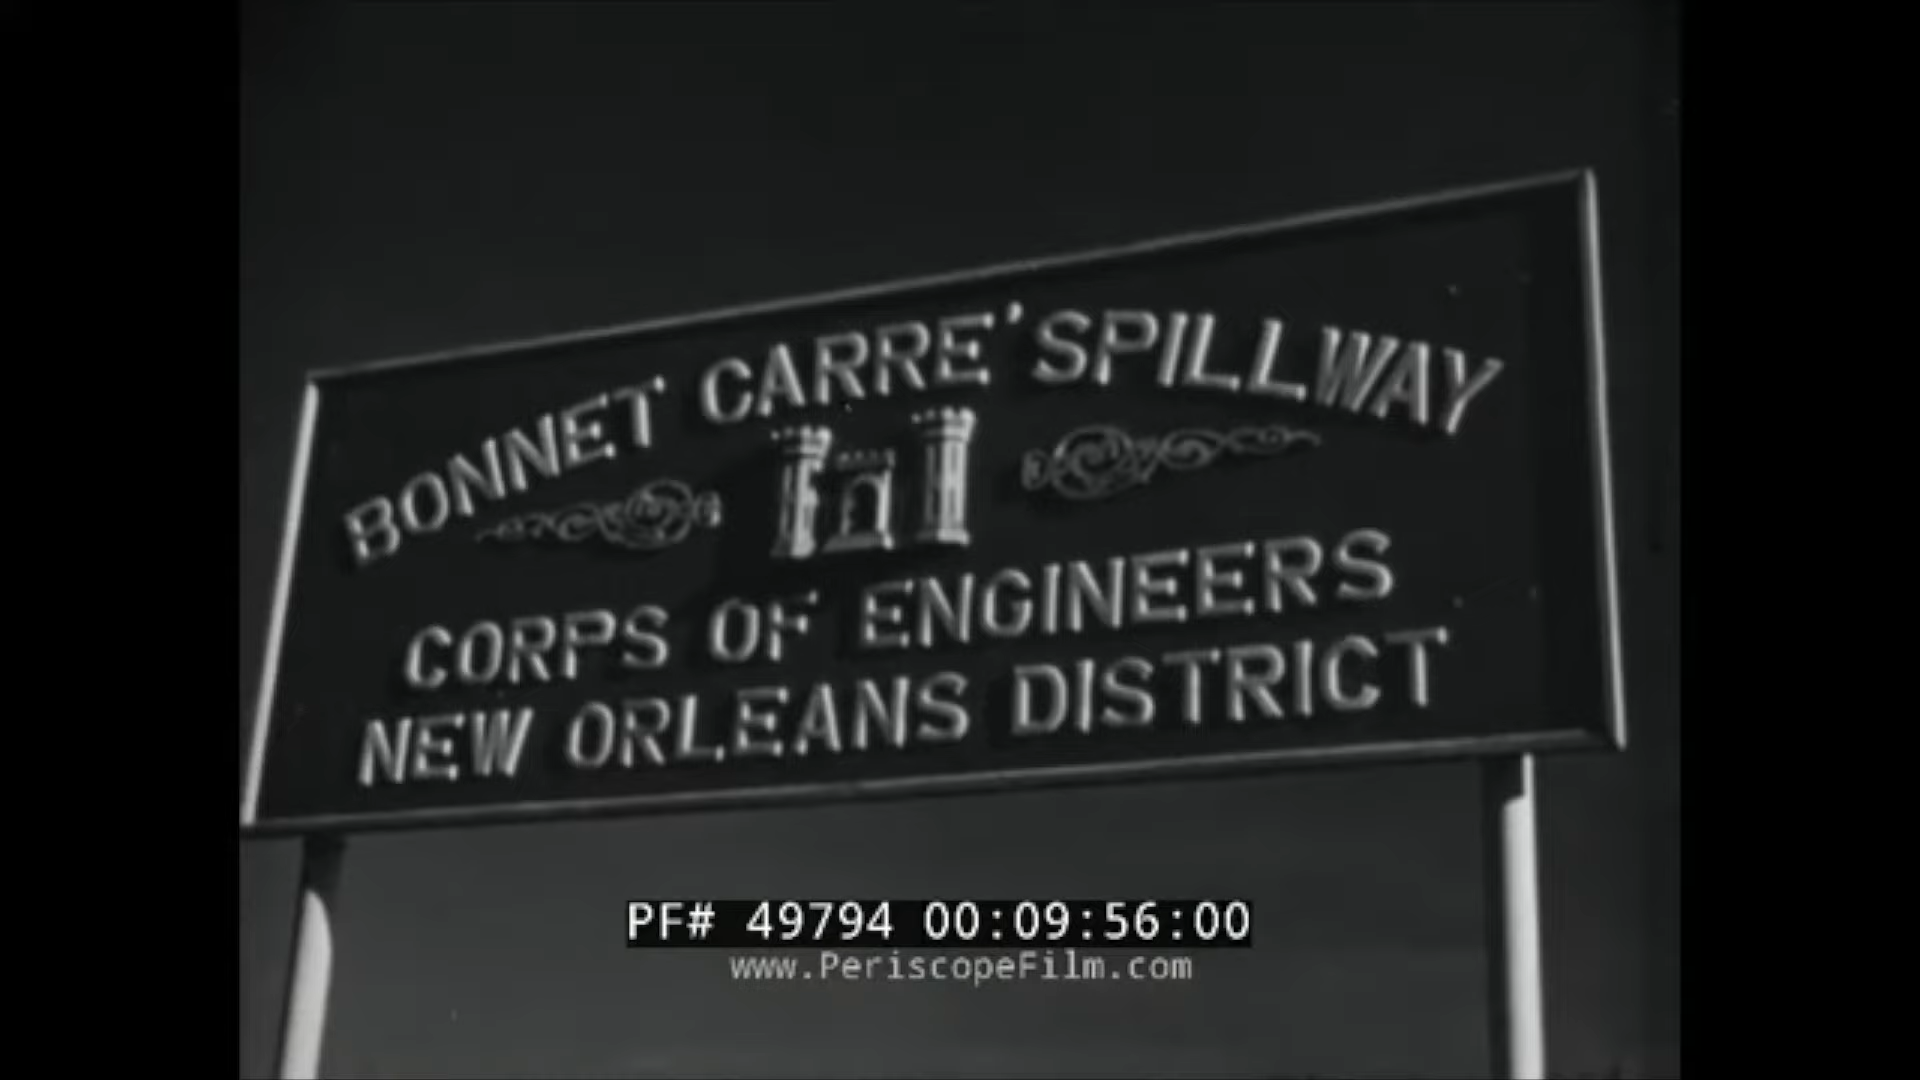 BONNET CARRE' SPILLWAY
CORPS OF ENGINEERS
NEW ORLEANS DISTRICT
PF# 49794 00:09:56:00
www.PeriscopeFilm.com